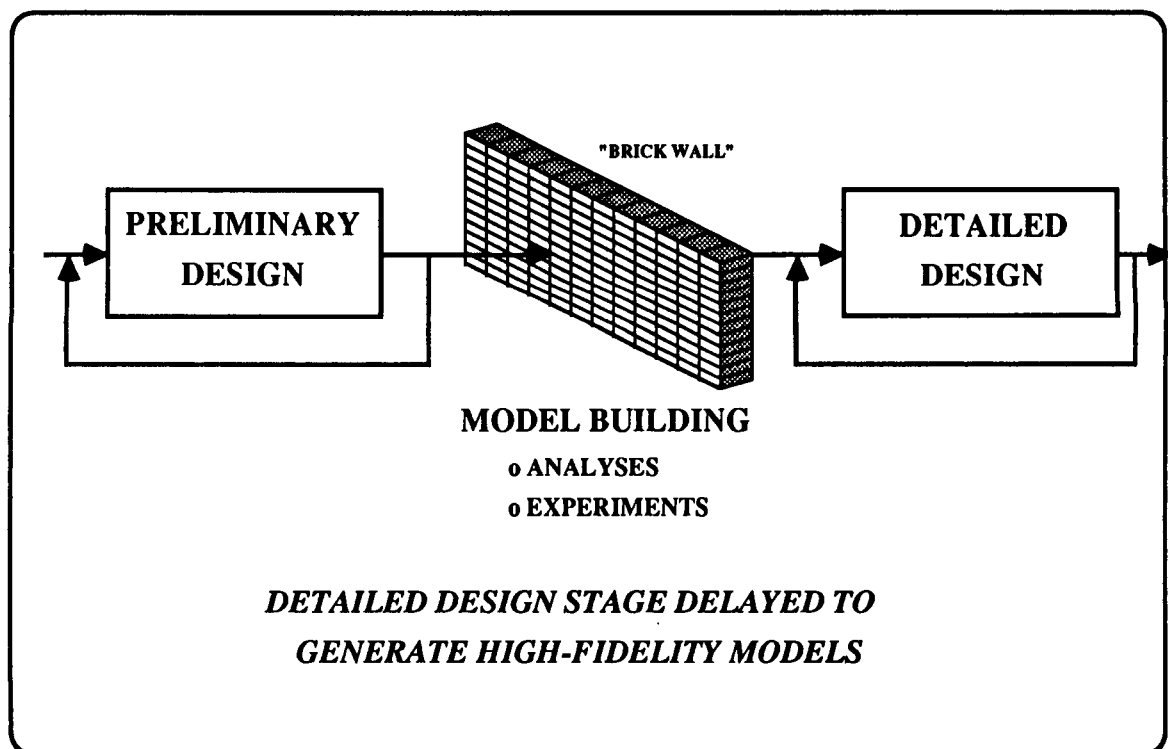 "BRICK WALL"
PRELIMINARY
DESIGN
DETAILED
DESIGN
MODEL BUILDING
o ANALYSES
o EXPERIMENTS
DETAILED DESIGN STAGE DELAYED TO
GENERATE HIGH-FIDELITY MODELS